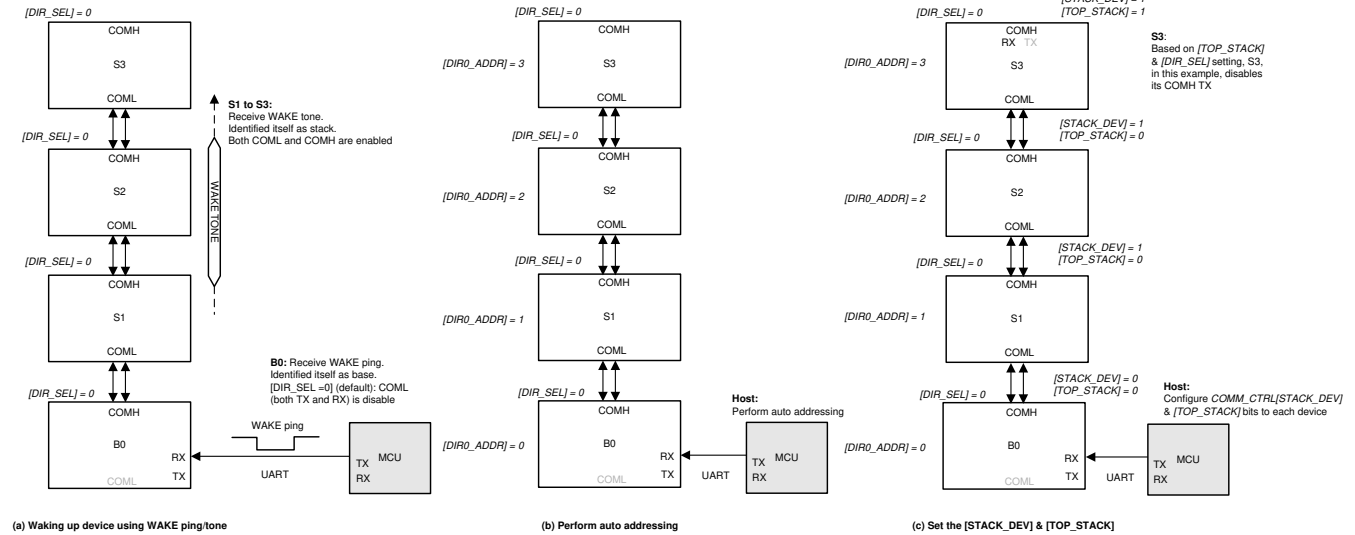 [DIR_SEL] = 0
COMH
S3
COML
S1 to S3:
Receive WAKE tone.
Identified itself as stack.
Both COML and COMH are enabled
[DIR_SEL] = 0
COMH
S2
COML
WAKE TONE
[DIR_SEL] = 0
COMH
S1
COML
B0: Receive WAKE ping.
Identified itself as base.
[DIR_SEL =0] (default): COML
(both TX and RX) is disable
[DIR_SEL] = 0
COMH
B0
RX
TX
COML
WAKE ping
UART
TX MCU
RX
(a) Waking up device using WAKE ping/tone
[DIR_SEL] = 0
COMH
[DIR0_ADDR] = 3
S3
COML
[DIR_SEL] = 0
COMH
[DIR0_ADDR] = 2
S2
COML
[DIR_SEL] = 0
COMH
[DIR0_ADDR] = 1
S1
COML
Host:
Perform auto addressing
[DIR_SEL] = 0
COMH
[DIR0_ADDR] = 0
B0
RX
TX
COML
UART
TX MCU
RX
(b) Perform auto addressing
[STACK_DEV] = 1
[TOP_STACK] = 1
[DIR_SEL] = 0
COMH
RX TX
[DIR0_ADDR] = 3
S3
COML
S3:
Based on [TOP_STACK]
& [DIR_SEL] setting, S3,
in this example, disables
its COMH TX
[STACK_DEV] = 1
[TOP_STACK] = 0
[DIR_SEL] = 0
COMH
[DIR0_ADDR] = 2
S2
COML
[STACK_DEV] = 1
[TOP_STACK] = 0
[DIR_SEL] = 0
COMH
[DIR0_ADDR] = 1
S1
COML
[STACK_DEV] = 0
[TOP_STACK] = 0
Host:
Configure COMM_CTRL[STACK_DEV]
& [TOP_STACK] bits to each device
[DIR_SEL] = 0
COMH
[DIR0_ADDR] = 0
B0
RX
TX
COML
UART
TX MCU
RX
(c) Set the [STACK_DEV] & [TOP_STACK]